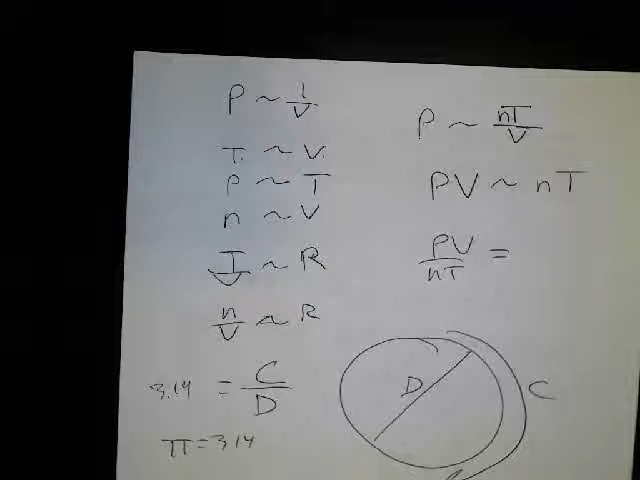 P ~ 1/V
T ~ V
P ~ T
n ~ V
T/V ~ R
n/V ~ R
3.14 = C/D
π = 3.14
P ~ nT/V
PV ~ nT
PV/nT =
D
C